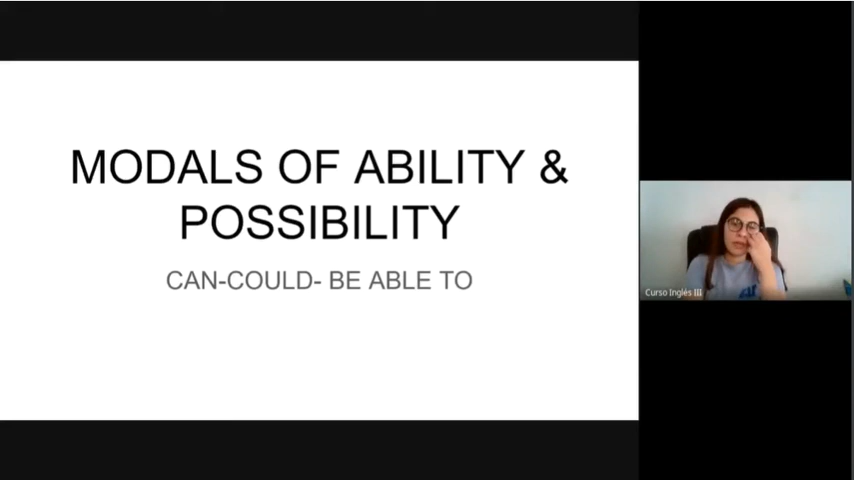 MODALS OF ABILITY &
POSSIBILITY
CAN-COULD- BE ABLE TO
Curso Inglés III